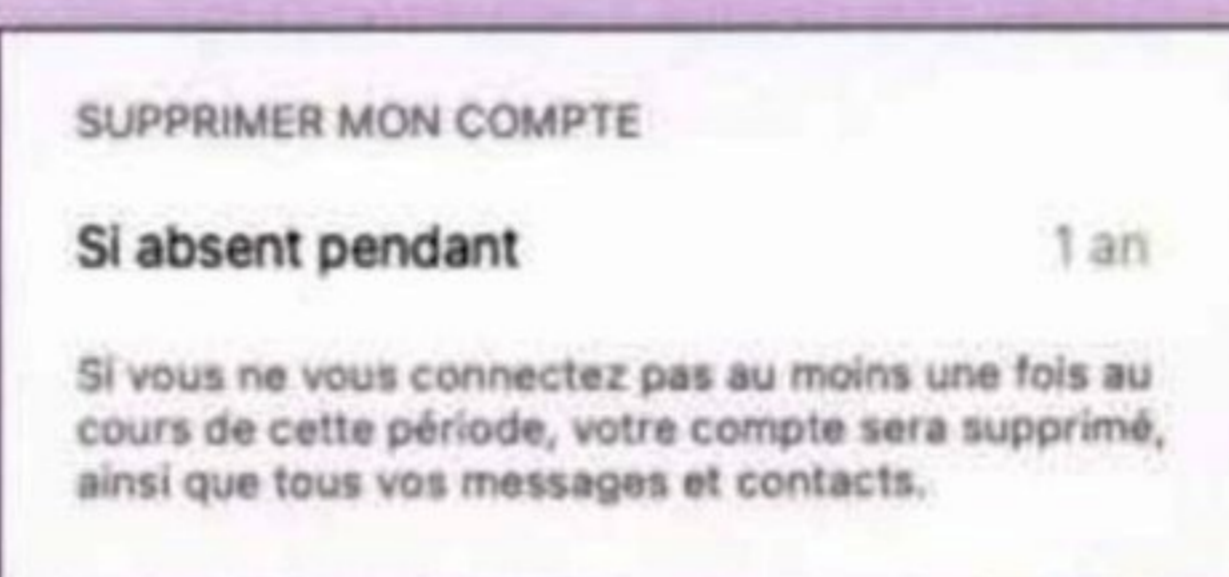 SUPPRIMER MON COMPTE
Si absent pendant 1 an
Si vous ne vous connectez pas au moins une fois au
cours de cette période, votre compte sera supprimé,
ainsi que tous vos messages et contacts.